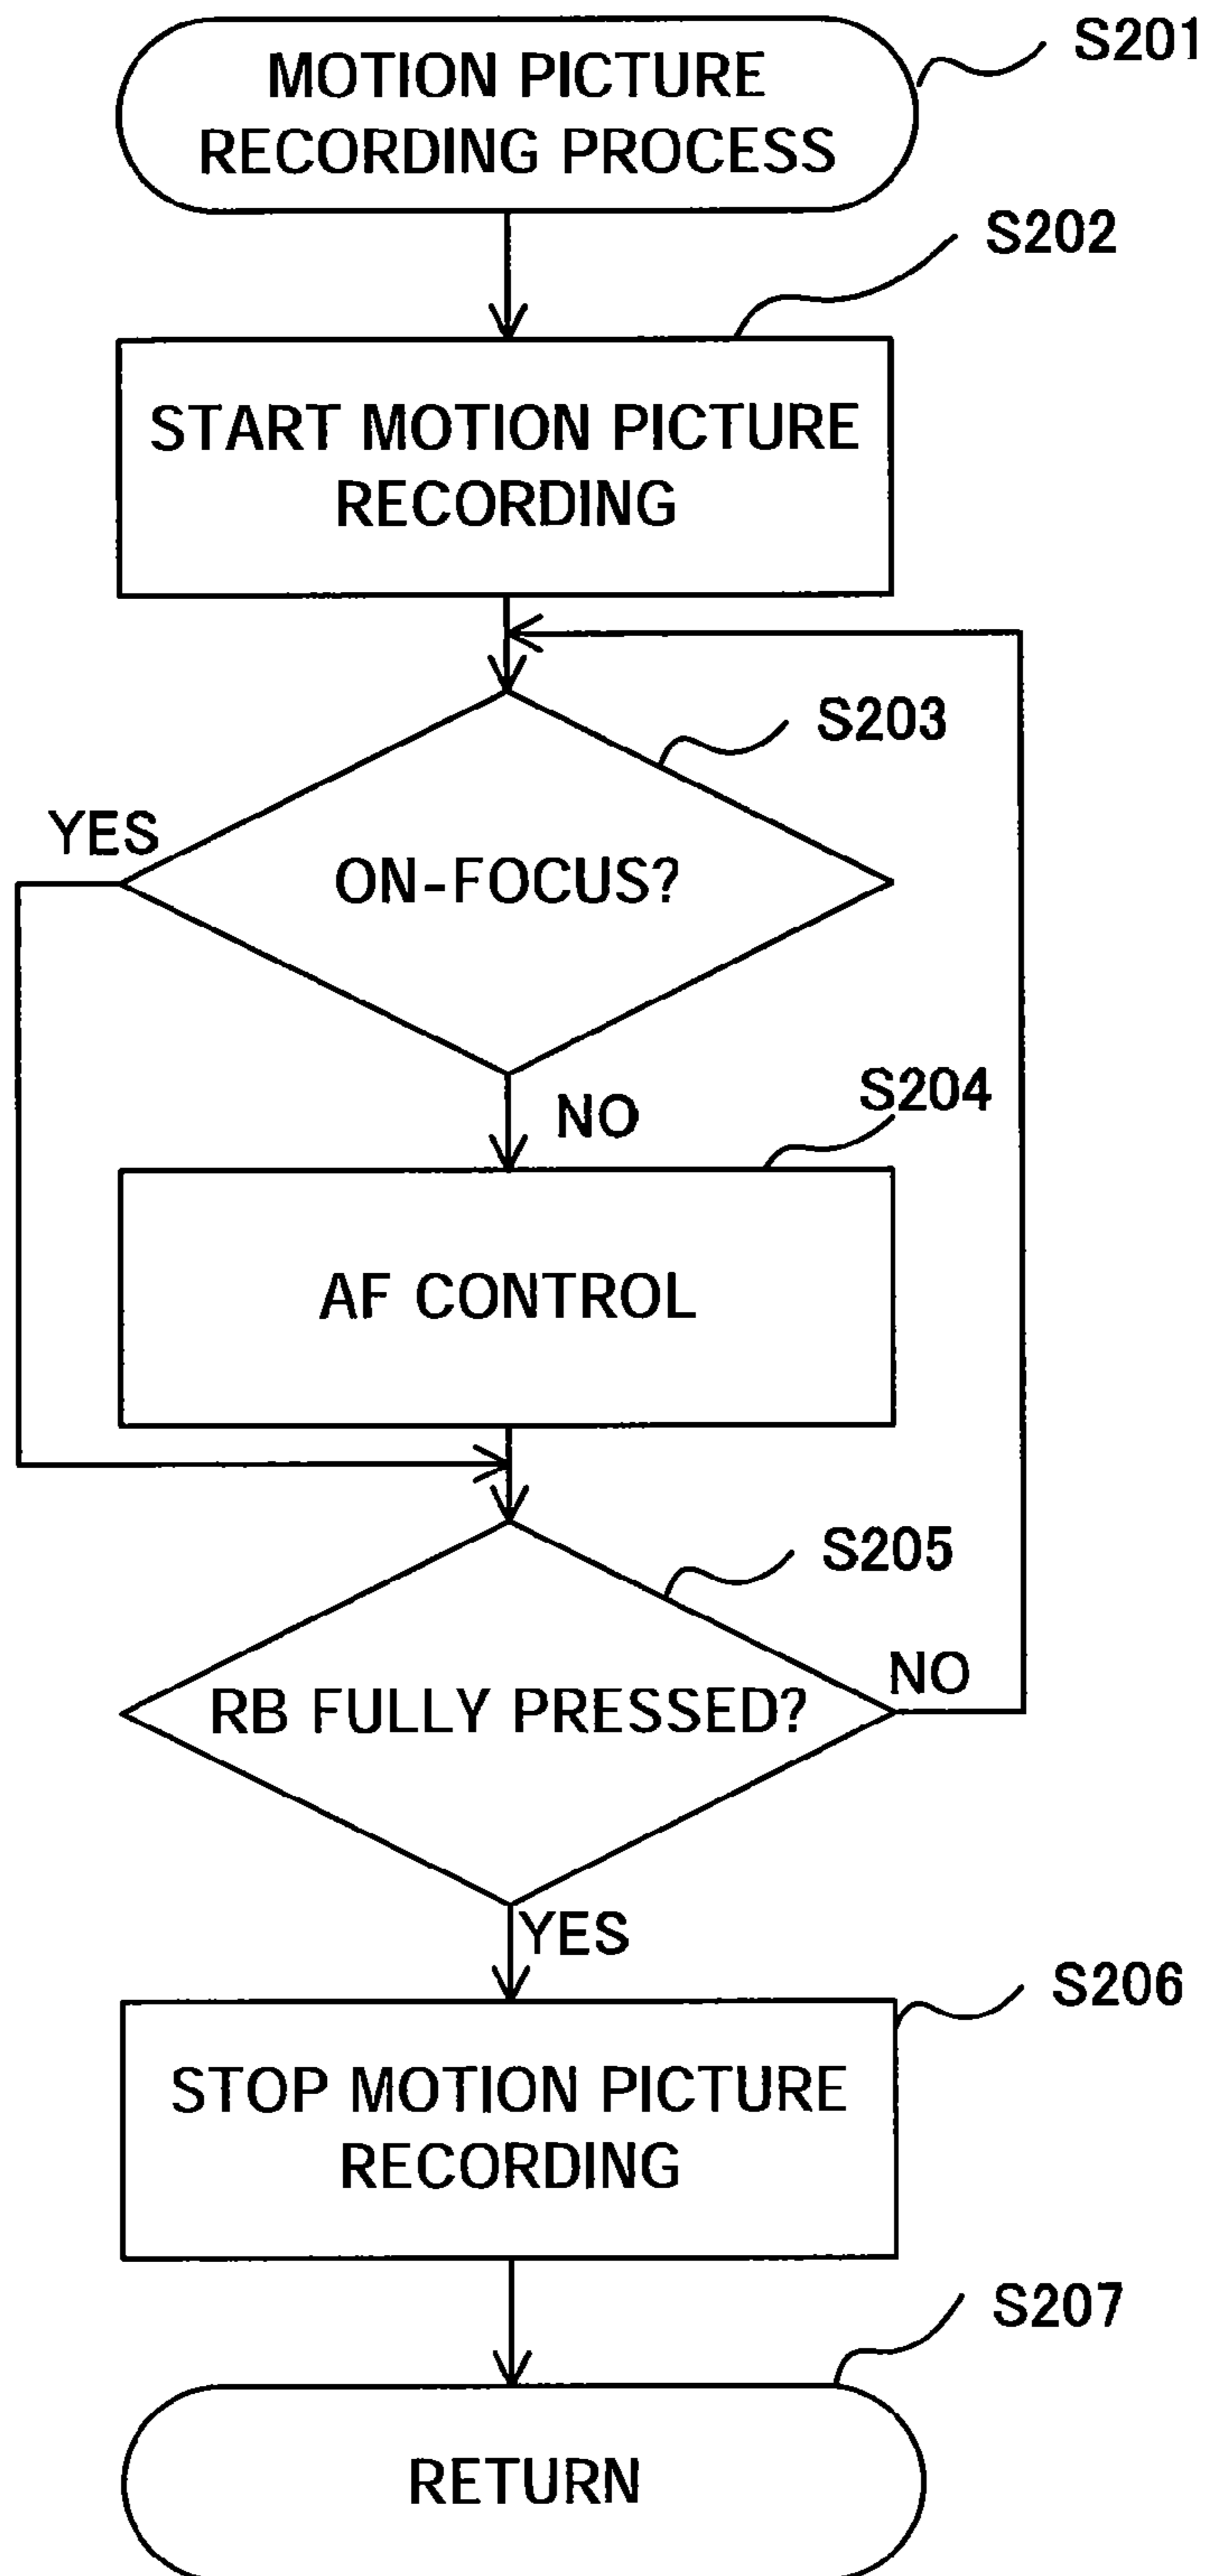 S201
MOTION PICTURE
RECORDING PROCESS
S202
START MOTION PICTURE
RECORDING
S203
YES
ON-FOCUS?
NO
S204
AF CONTROL
S205
RB FULLY PRESSED?
NO
YES
S206
STOP MOTION PICTURE
RECORDING
S207
RETURN